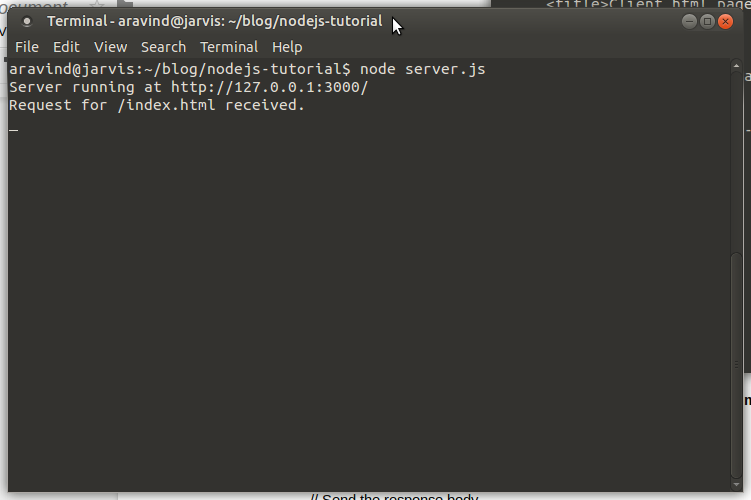 ocument
<title>Client html page
Terminal - aravind@jarvis: ~/blog/nodejs-tutorial
File Edit View Search Terminal Help
aravind@jarvis:~/blog/nodejs-tutorial$ node server.js
Server running at http://127.0.0.1:3000/
Request for /index.html received.
// Send the response body